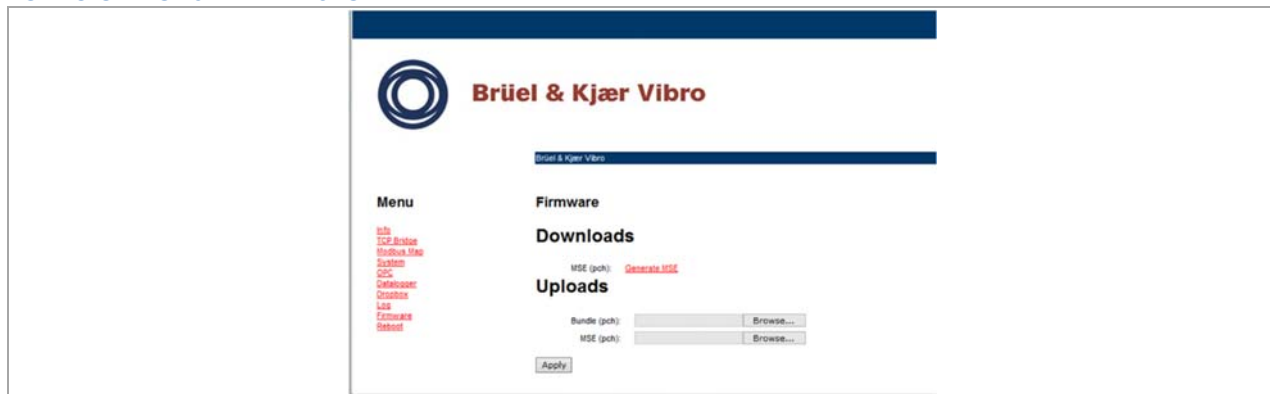 Brüel & Kjær Vibro
Brüel & Kjær Vibro
Menu
Firmware
Info
TCP Bridge
Modbus Map
System
OPC
Datalogger
Dropbox
Log
Firmware
Reboot
Downloads
MSE (pch): Generate MSE
Uploads
Bundle (pch): Browse...
MSE (pch): Browse...
Apply